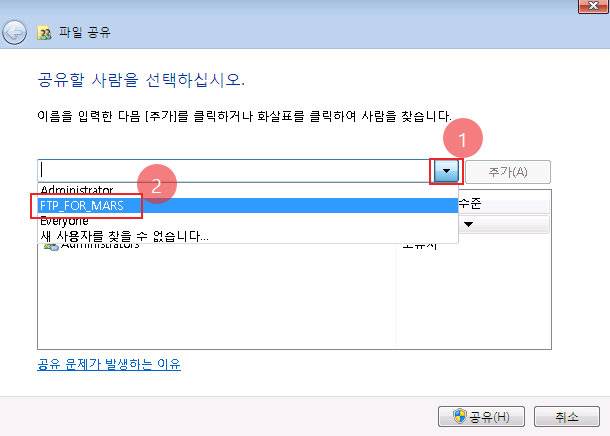 파일 공유
공유할 사람을 선택하십시오.
이름을 입력한 다음 [추가]를 클릭하거나 화살표를 클릭하여 사람을 찾습니다.
1
추가(A)
Administrator
2
FTP_FOR_MARS
수준
Everyone
새 사용자를 찾을 수 없습니다...
Administrators
소유자
공유 문제가 발생하는 이유
공유(H)
취소